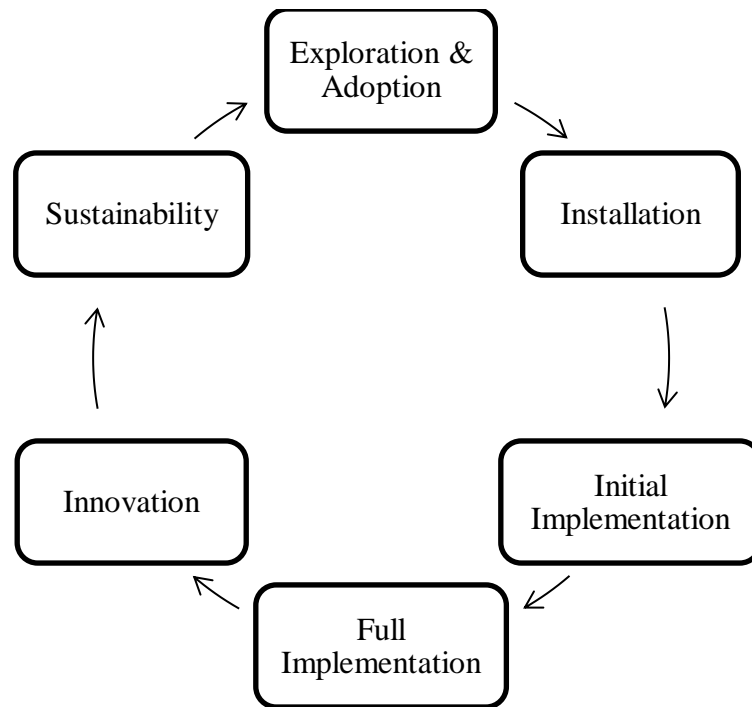 Exploration &
Adoption
Installation
Initial
Implementation
Full
Implementation
Innovation
Sustainability